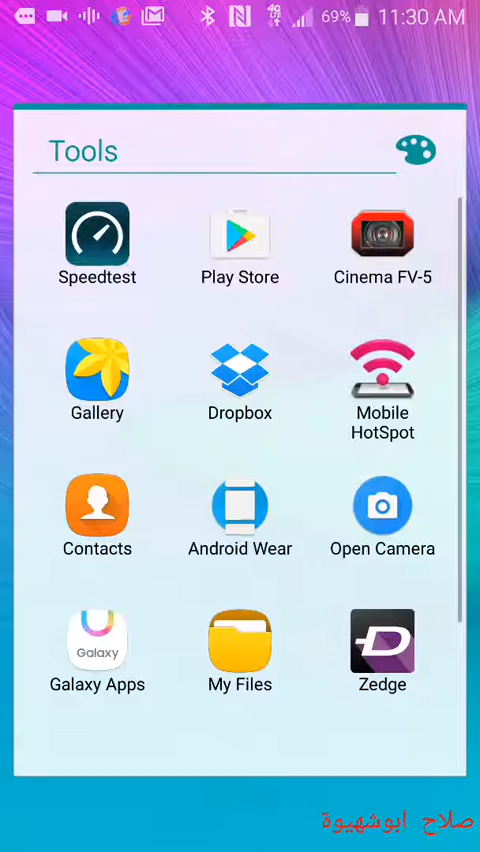 69% 11:30 AM
Tools
Speedtest Play Store Cinema FV-5
Gallery Dropbox Mobile
HotSpot
Contacts Android Wear Open Camera
Galaxy
Galaxy Apps My Files Zedge
صلاح ابوشهيوة